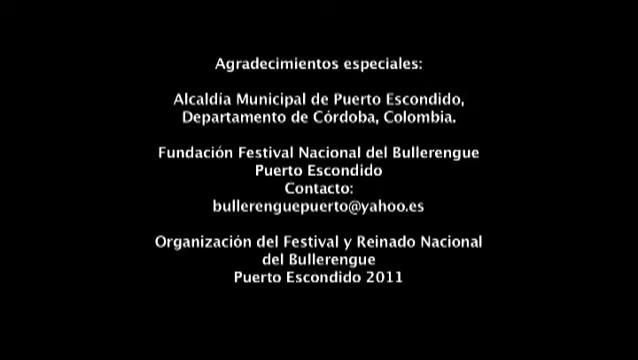 Agradecimientos especiales:
Alcaldía Municipal de Puerto Escondido,
Departamento de Córdoba, Colombia.
Fundación Festival Nacional del Bullerengue
Puerto Escondido
Contacto:
bullerenguepuerto@yahoo.es
Organización del Festival y Reinado Nacional
del Bullerengue
Puerto Escondido 2011